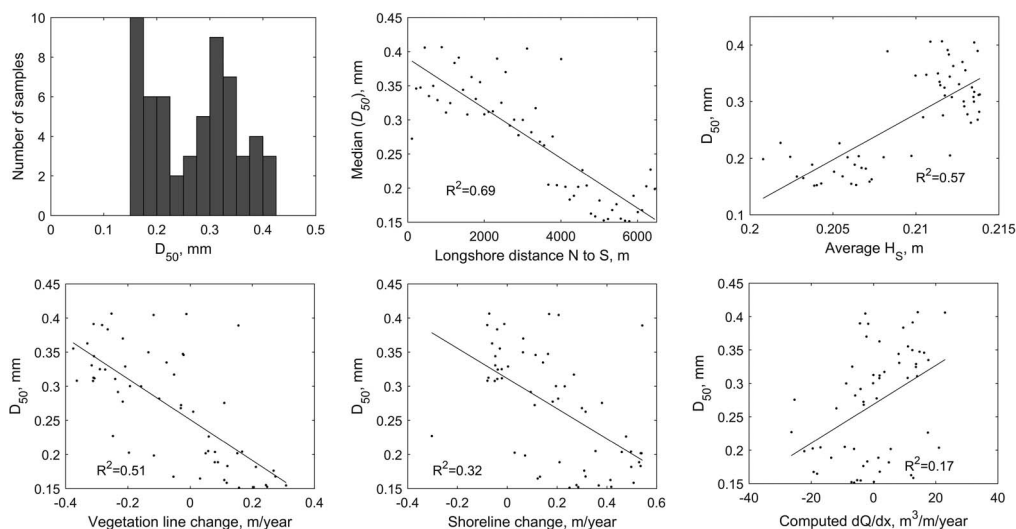 10
8
6
4
2
0
Number of samples
0 0.1 0.2 0.3 0.4 0.5
D50, mm
0.45
0.4
0.35
0.3
0.25
0.2
0.15
Median (D50), mm
R2=0.69
0 2000 4000 6000
Longshore distance N to S, m
0.5
0.4
0.3
0.2
0.1
D50, mm
R2=0.57
0.2 0.205 0.21 0.215
Average HS, m
0.45
0.4
0.35
0.3
0.25
0.2
0.15
D50, mm
R2=0.51
-0.4 -0.2 0 0.2 0.4
Vegetation line change, m/year
0.45
0.4
0.35
0.3
0.25
0.2
0.15
D50, mm
R2=0.32
-0.4 -0.2 0 0.2 0.4 0.6
Shoreline change, m/year
0.45
0.4
0.35
0.3
0.25
0.2
0.15
D50, mm
R2=0.17
-40 -20 0 20 40
Computed dQ/dx, m3/m/year